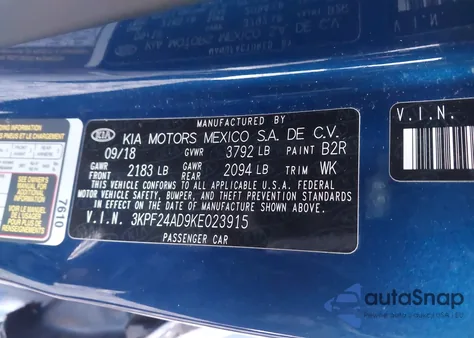 MANUFACTURED BY
KIA KIA MOTORS MEXICO S.A. DE C.V.
09/18 GVWR 3792 LB PAINT B2R
GAWR FRONT 2183 LB GAWR REAR 2094 LB TRIM WK
THIS VEHICLE CONFORMS TO ALL APPLICABLE U.S. FEDERAL
MOTOR VEHICLE SAFETY, BUMPER, AND THEFT PREVENTION STANDARDS
IN EFFECT ON THE DATE OF MANUFACTURE SHOWN ABOVE.
V.I.N. 3KPF24AD9KE023915
PASSENGER CAR
7610
V.I.N.
autoSnap